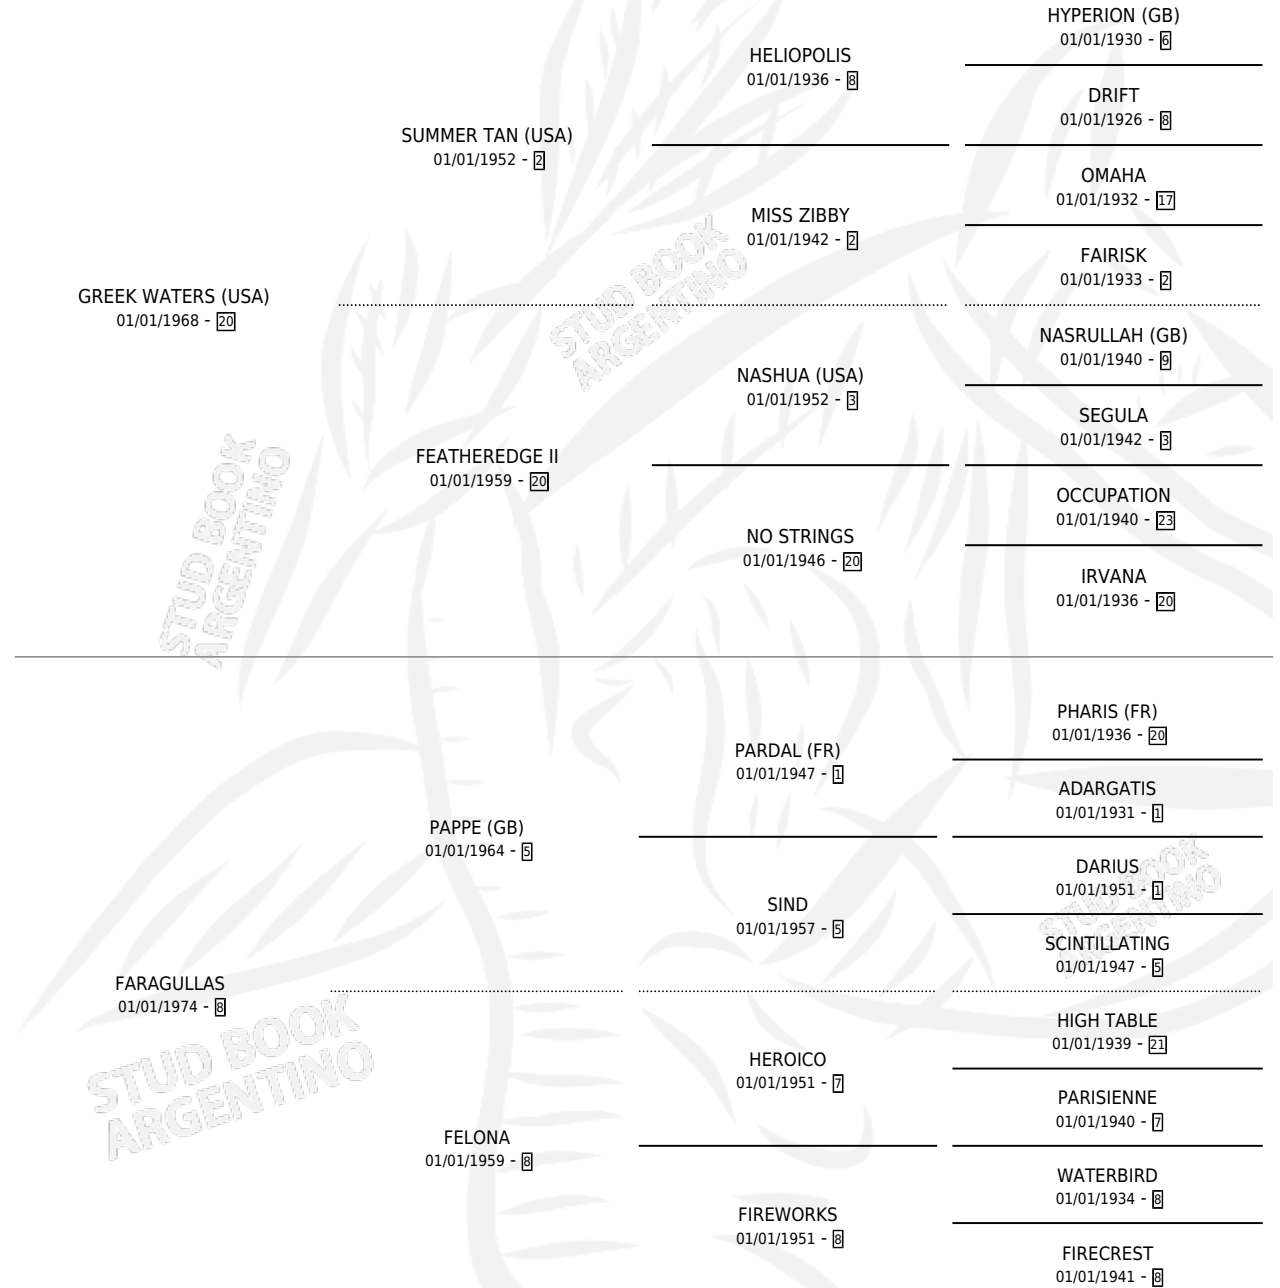 HYPERION (GB)
01/01/1930 - 6
HELIOPOLIS
01/01/1936 - 8
DRIFT
01/01/1926 - 8
SUMMER TAN (USA)
01/01/1952 - 2
OMAHA
01/01/1932 - 17
MISS ZIBBY
01/01/1942 - 2
FAIRISK
01/01/1933 - 2
GREEK WATERS (USA)
01/01/1968 - 20
NASRULLAH (GB)
01/01/1940 - 9
NASHUA (USA)
01/01/1952 - 3
SEGULA
01/01/1942 - 3
FEATHEREDGE II
01/01/1959 - 20
OCCUPATION
01/01/1940 - 23
NO STRINGS
01/01/1946 - 20
IRVANA
01/01/1936 - 20
PHARIS (FR)
01/01/1936 - 20
PARDAL (FR)
01/01/1947 - 1
ADARGATIS
01/01/1931 - 1
PAPPE (GB)
01/01/1964 - 5
DARIUS
01/01/1951 - 1
SIND
01/01/1957 - 5
SCINTILLATING
01/01/1947 - 5
FARAGULLAS
01/01/1974 - 8
HIGH TABLE
01/01/1939 - 21
HEROICO
01/01/1951 - 7
PARISIENNE
01/01/1940 - 7
FELONA
01/01/1959 - 8
WATERBIRD
01/01/1934 - 8
FIREWORKS
01/01/1951 - 8
FIRECREST
01/01/1941 - 8
STUD BOOK
ARGENTINO
STUD BOOK
ARGENTINO
STUD BOOK
ARGENTINO
STUD BOOK
ARGENTINO